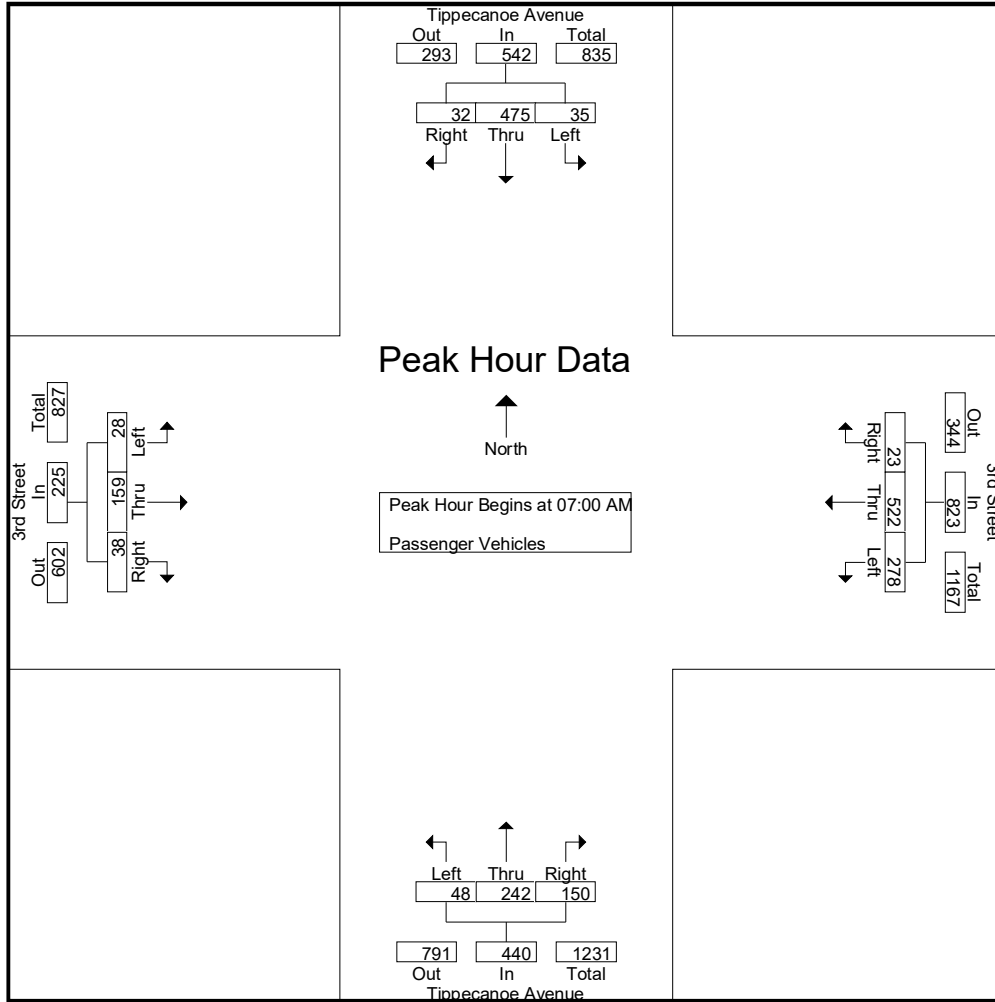 Tippecanoe Avenue
Out In Total
293 542 835
32 475 35
Right Thru Left
Peak Hour Data
North
Peak Hour Begins at 07:00 AM
Passenger Vehicles
3rd Street
Total In Out
827 225 602
28 159 38
Left Thru Right
Right Thru Left
23 522 278
Out In Total
344 823 1167
3rd Street
Left Thru Right
48 242 150
791 440 1231
Out In Total
Tippecanoe Avenue